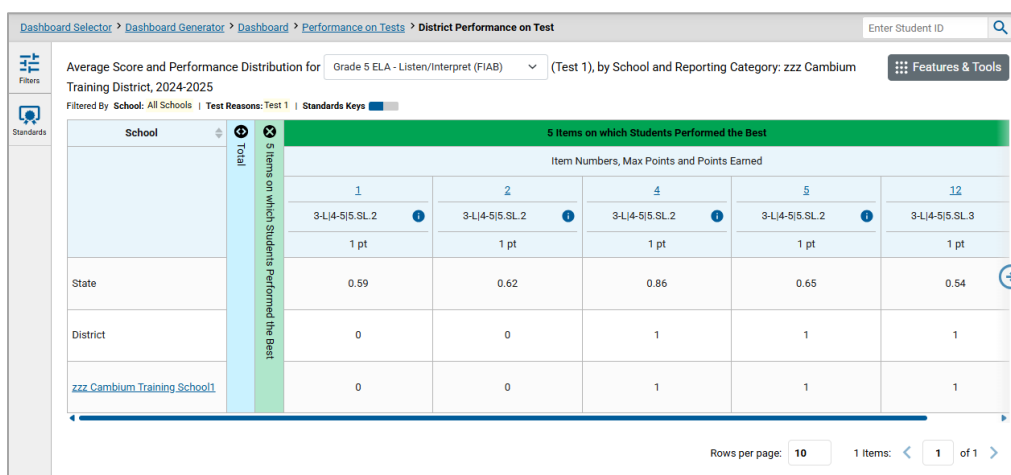 Dashboard Selector > Dashboard Generator > Dashboard > Performance on Tests > District Performance on Test
Enter Student ID
Filters
Standards
Average Score and Performance Distribution for Grade 5 ELA - Listen/Interpret (FIAB) (Test 1), by School and Reporting Category: zzz Cambium
Training District, 2024-2025
Features & Tools
Filtered By School: All Schools | Test Reasons: Test 1 | Standards Keys
School
Total
5 Items on which Students Performed the Best
5 Items on which Students Performed the Best
Item Numbers, Max Points and Points Earned
1 2 4 5 12
3-L|4-5|5.SL.2 3-L|4-5|5.SL.2 3-L|4-5|5.SL.2 3-L|4-5|5.SL.2 3-L|4-5|5.SL.3
1 pt 1 pt 1 pt 1 pt 1 pt
State 0.59 0.62 0.86 0.65 0.54
District 0 0 1 1 1
zzz Cambium Training School1 0 0 1 1 1
Rows per page: 10 1 Items: 1 of 1